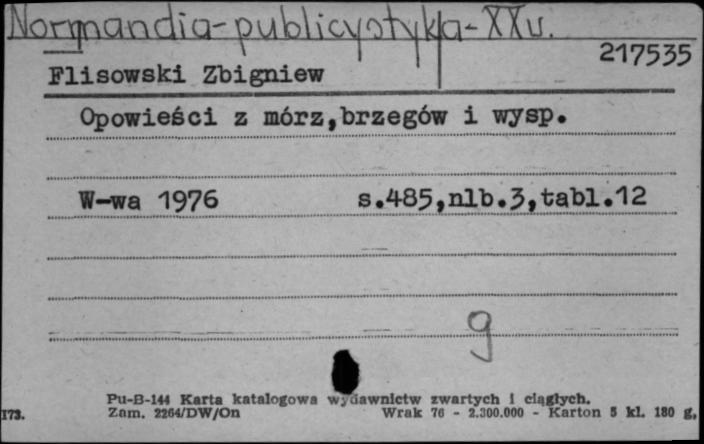 Normandia-publicystyka-XXw.
217535
Flisowski Zbigniew
Opowieści z mórz,brzegów i wysp.
W-wa 1976 s.485,nlb.3,tabl.12
g
Pu-B-144 Karta katalogowa wydawnictw zwartych i ciągłych.
173. Zam. 2264/DW/On Wrak 76 - 2.300.000 - Karton 5 kl. 180 g.